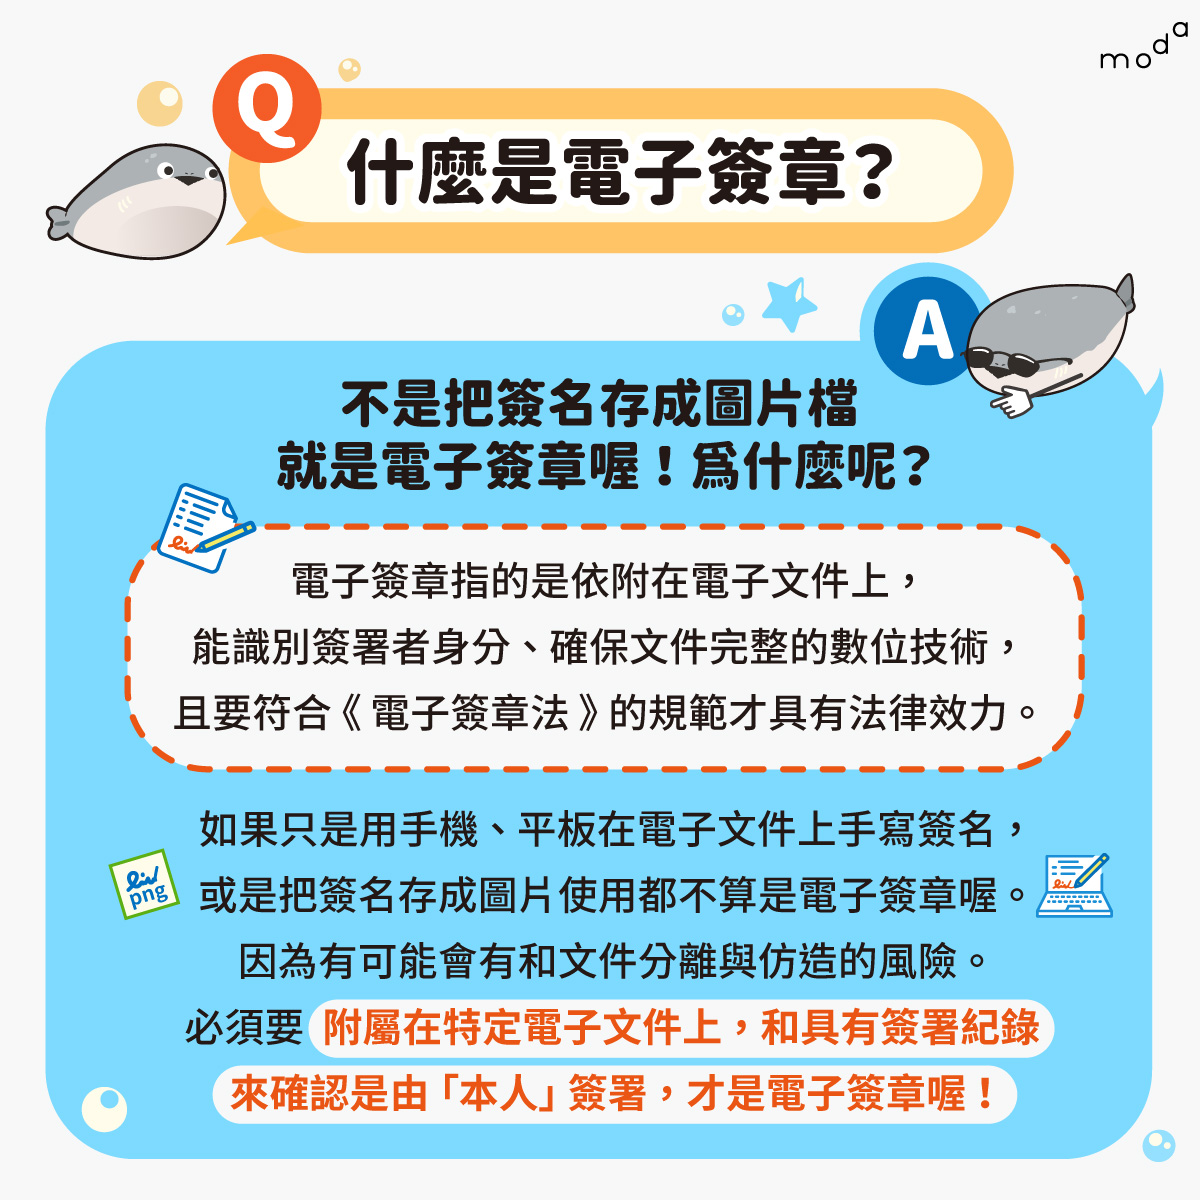 moda
Q
什麼是電子簽章？
A
不是把簽名存成圖片檔
就是電子簽章喔！為什麼呢？
電子簽章指的是依附在電子文件上，
能識別簽署者身分、確保文件完整的數位技術，
且要符合《電子簽章法》的規範才具有法律效力。
如果只是用手機、平板在電子文件上手寫簽名，
png
或是把簽名存成圖片使用都不算是電子簽章喔。
因為有可能會有和文件分離與仿造的風險。
必須要 附屬在特定電子文件上，和具有簽署紀錄
來確認是由「本人」簽署，才是電子簽章喔！